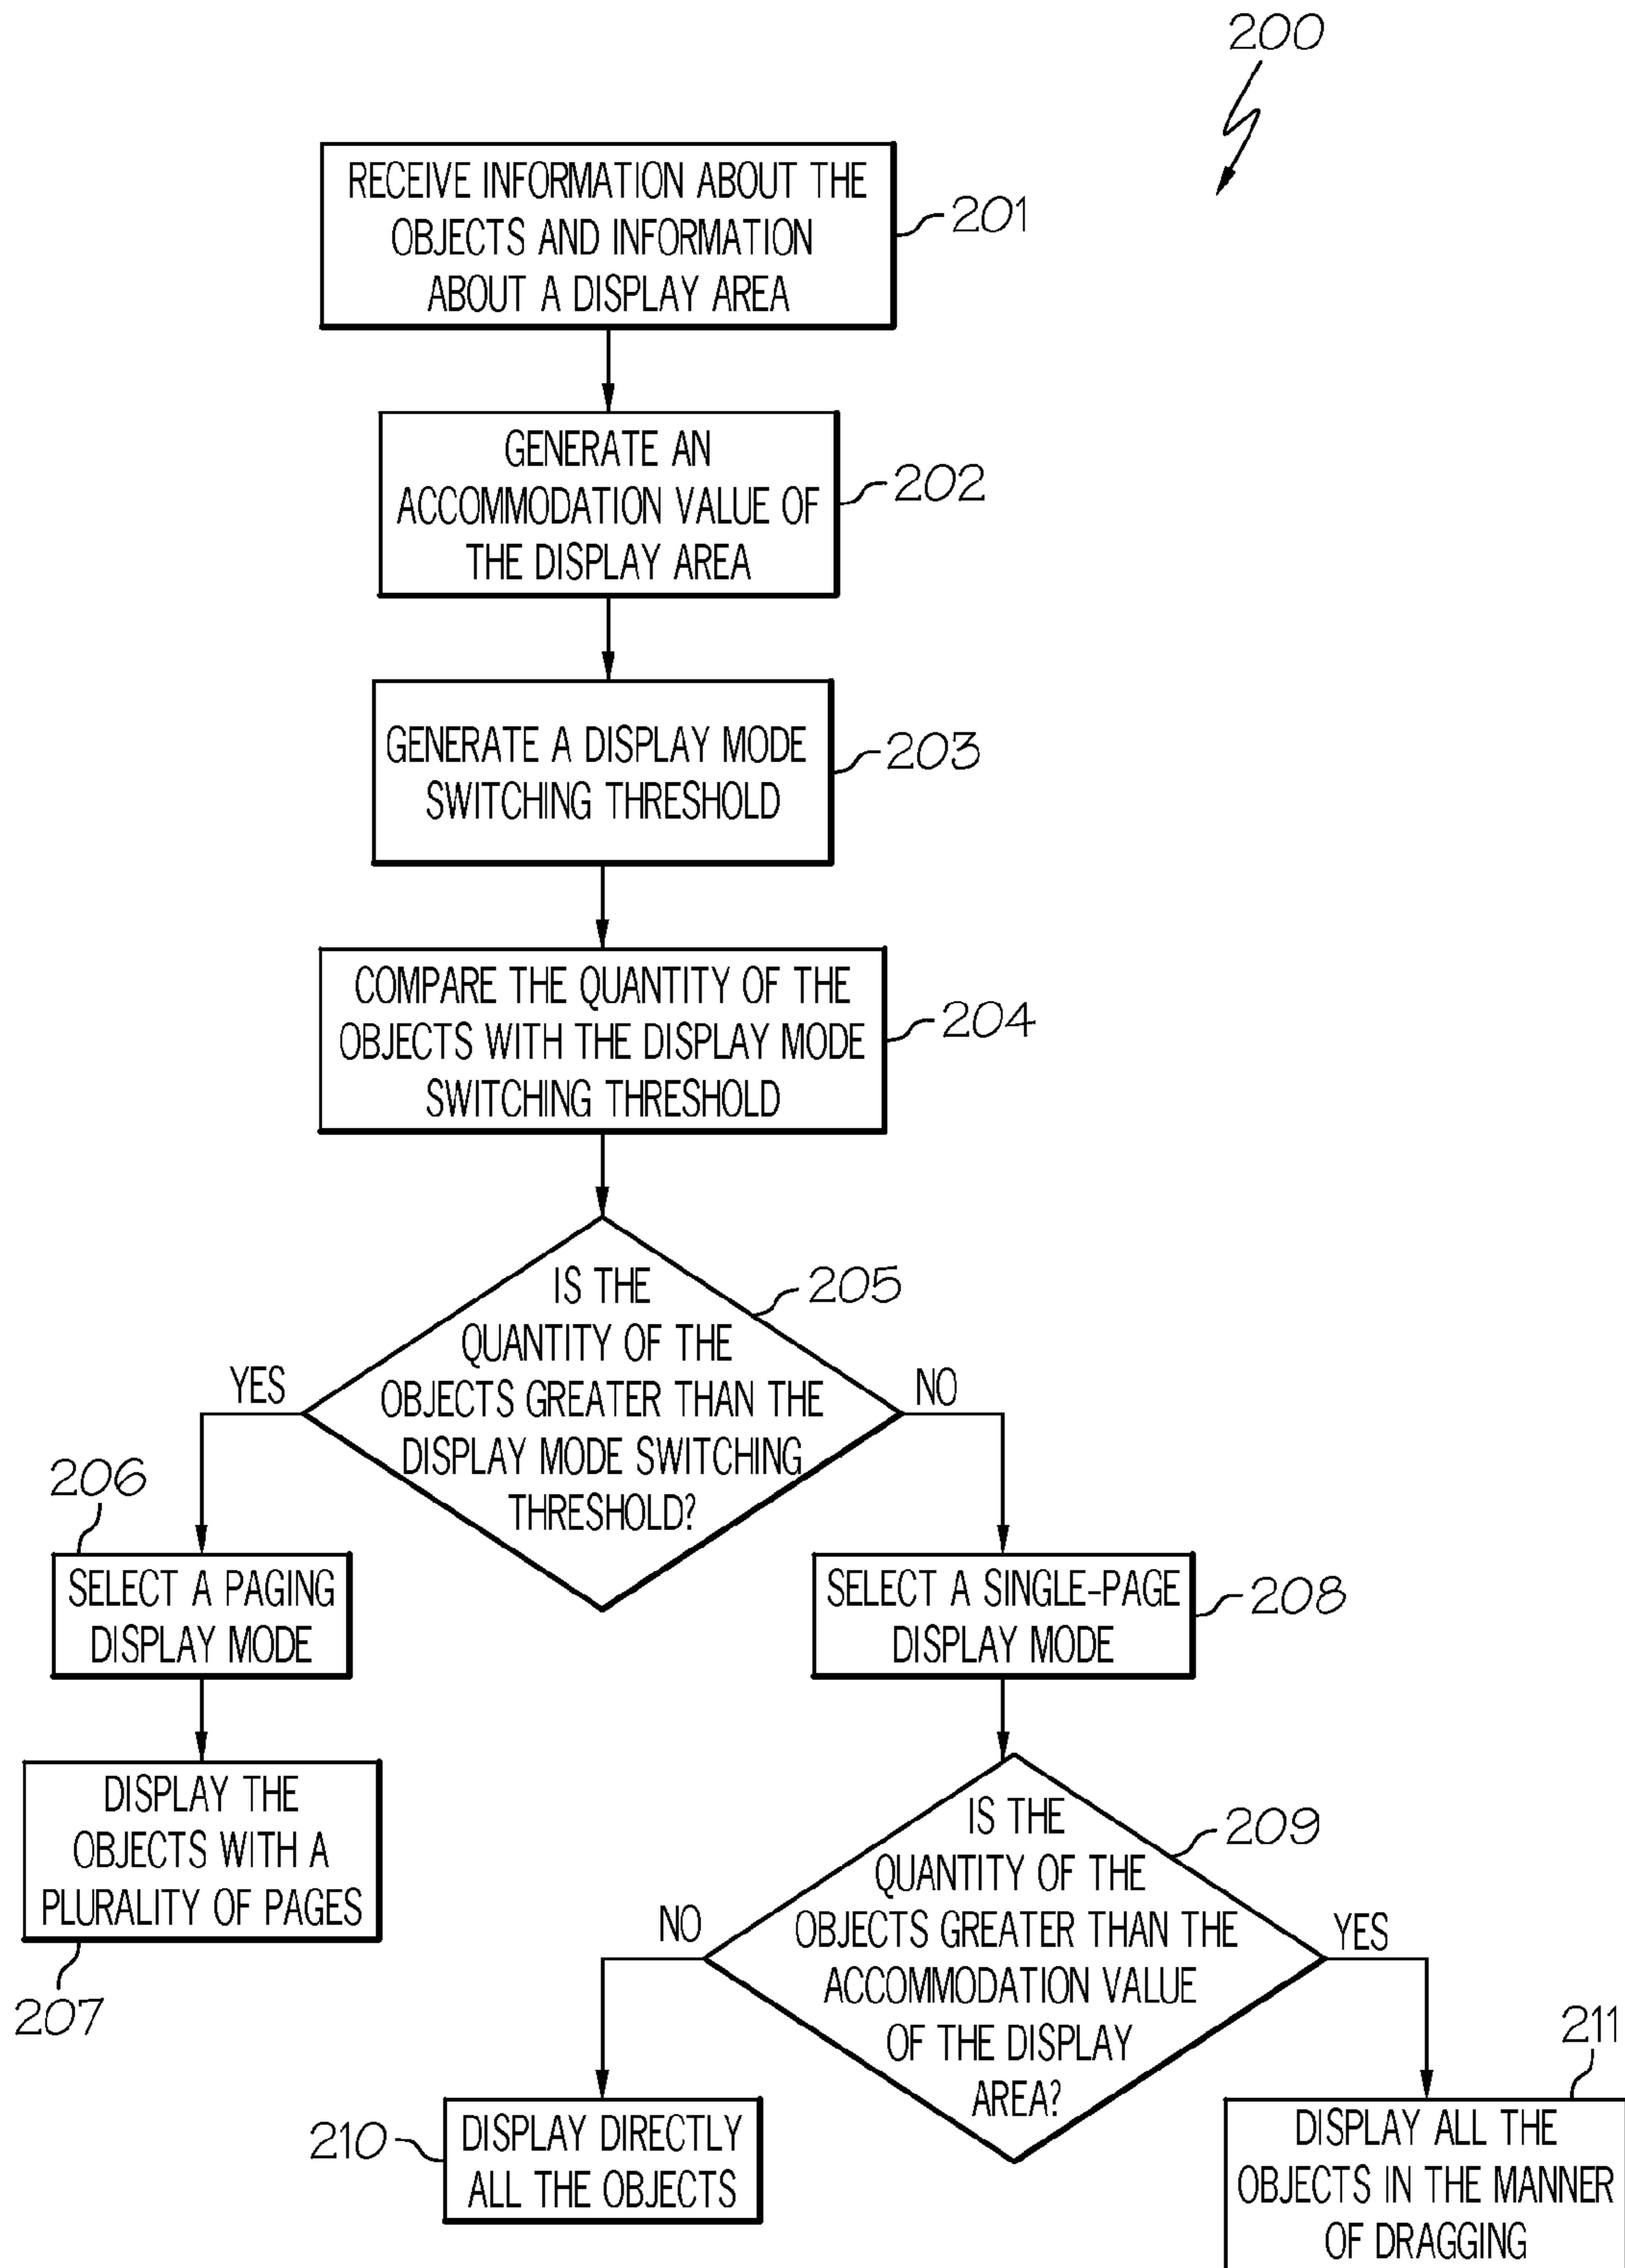 200
RECEIVE INFORMATION ABOUT THE
OBJECTS AND INFORMATION
ABOUT A DISPLAY AREA
201
GENERATE AN
ACCOMMODATION VALUE OF
THE DISPLAY AREA
202
GENERATE A DISPLAY MODE
SWITCHING THRESHOLD
203
COMPARE THE QUANTITY OF THE
OBJECTS WITH THE DISPLAY MODE
SWITCHING THRESHOLD
204
IS THE
QUANTITY OF THE
OBJECTS GREATER THAN THE
DISPLAY MODE SWITCHING
THRESHOLD?
205
YES
NO
206
SELECT A PAGING
DISPLAY MODE
SELECT A SINGLE-PAGE
DISPLAY MODE
208
DISPLAY THE
OBJECTS WITH A
PLURALITY OF PAGES
207
IS THE
QUANTITY OF THE
OBJECTS GREATER THAN THE
ACCOMMODATION VALUE
OF THE DISPLAY
AREA?
209
NO
YES
210
DISPLAY DIRECTLY
ALL THE OBJECTS
211
DISPLAY ALL THE
OBJECTS IN THE MANNER
OF DRAGGING